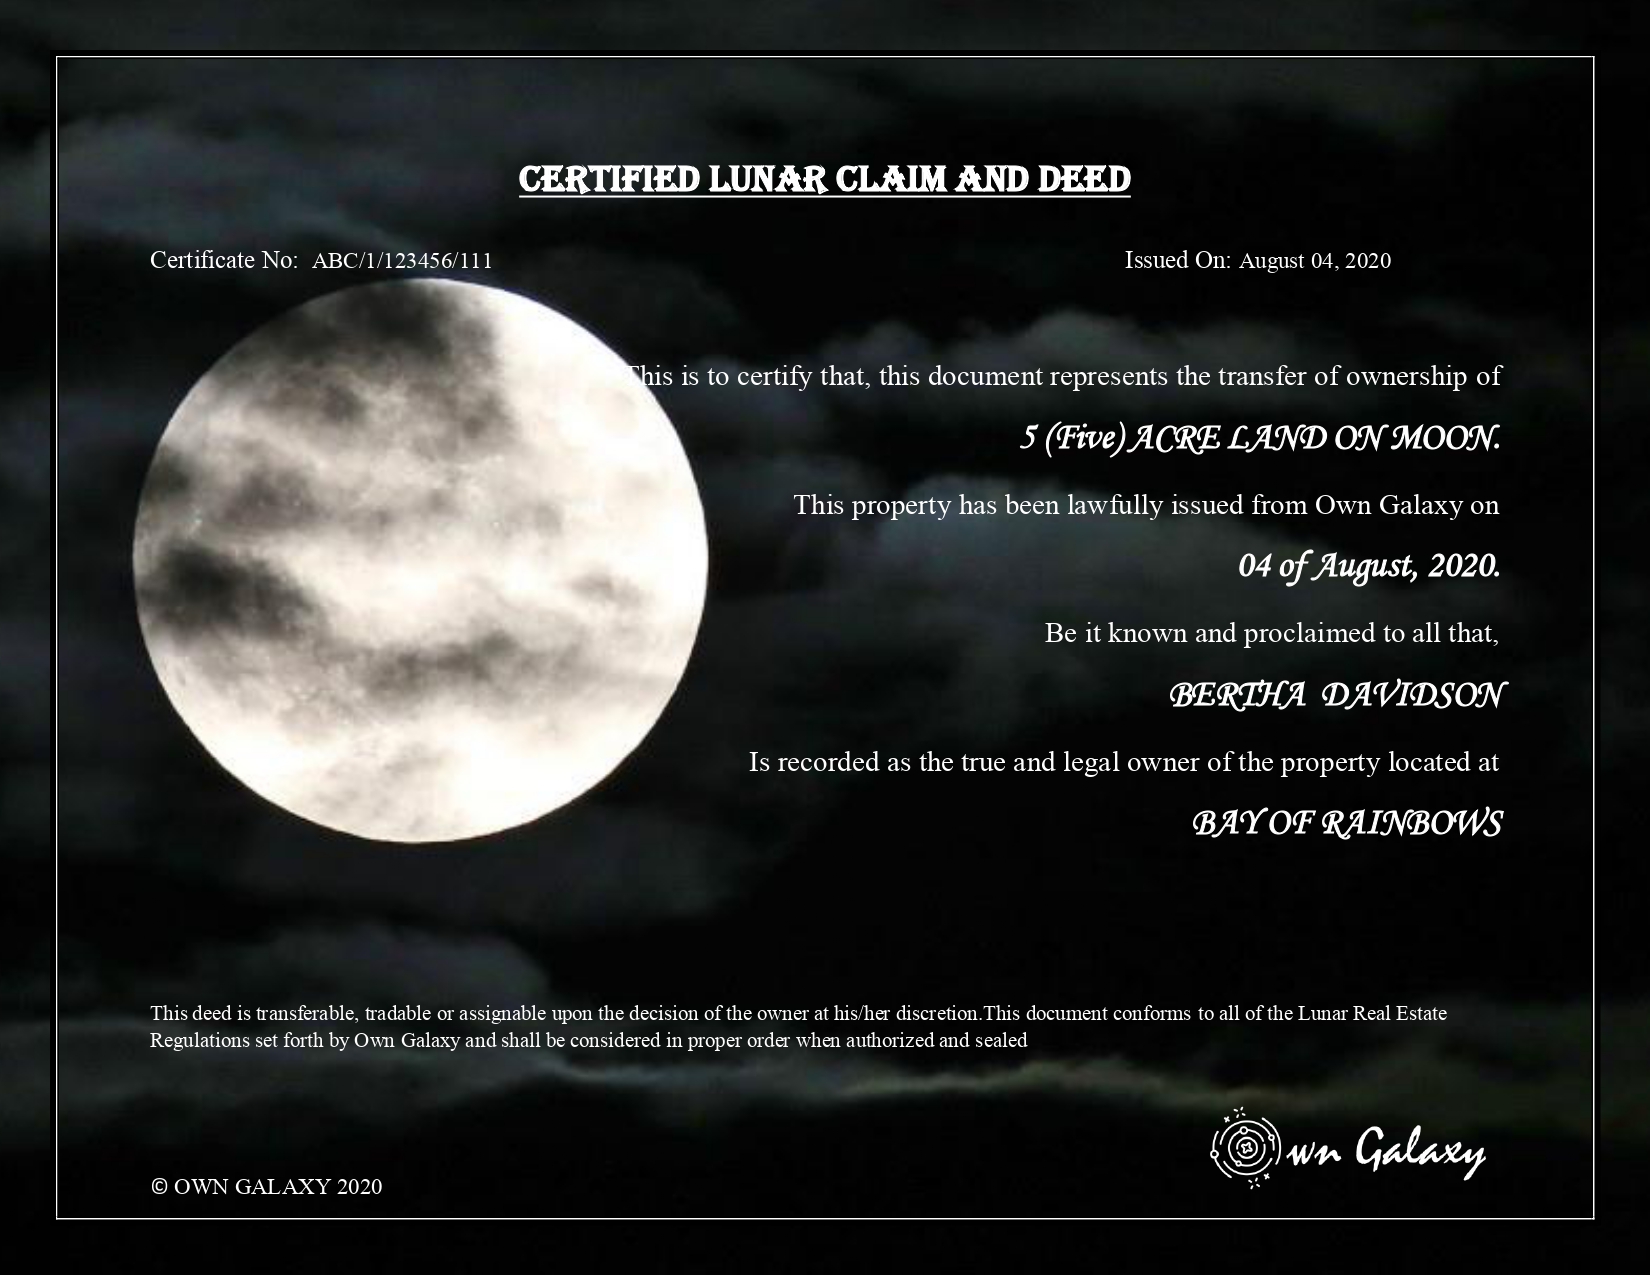 CERTIFIED LUNAR CLAIM AND DEED
Certificate No: ABC/1/123456/111
Issued On: August 04, 2020
This is to certify that, this document represents the transfer of ownership of
5 (Five) ACRE LAND ON MOON.
This property has been lawfully issued from Own Galaxy on
04 of August, 2020.
Be it known and proclaimed to all that,
BERTHA DAVIDSON
Is recorded as the true and legal owner of the property located at
BAY OF RAINBOWS
This deed is transferable, tradable or assignable upon the decision of the owner at his/her discretion.This document conforms to all of the Lunar Real Estate
Regulations set forth by Own Galaxy and shall be considered in proper order when authorized and sealed
Own Galaxy
© OWN GALAXY 2020